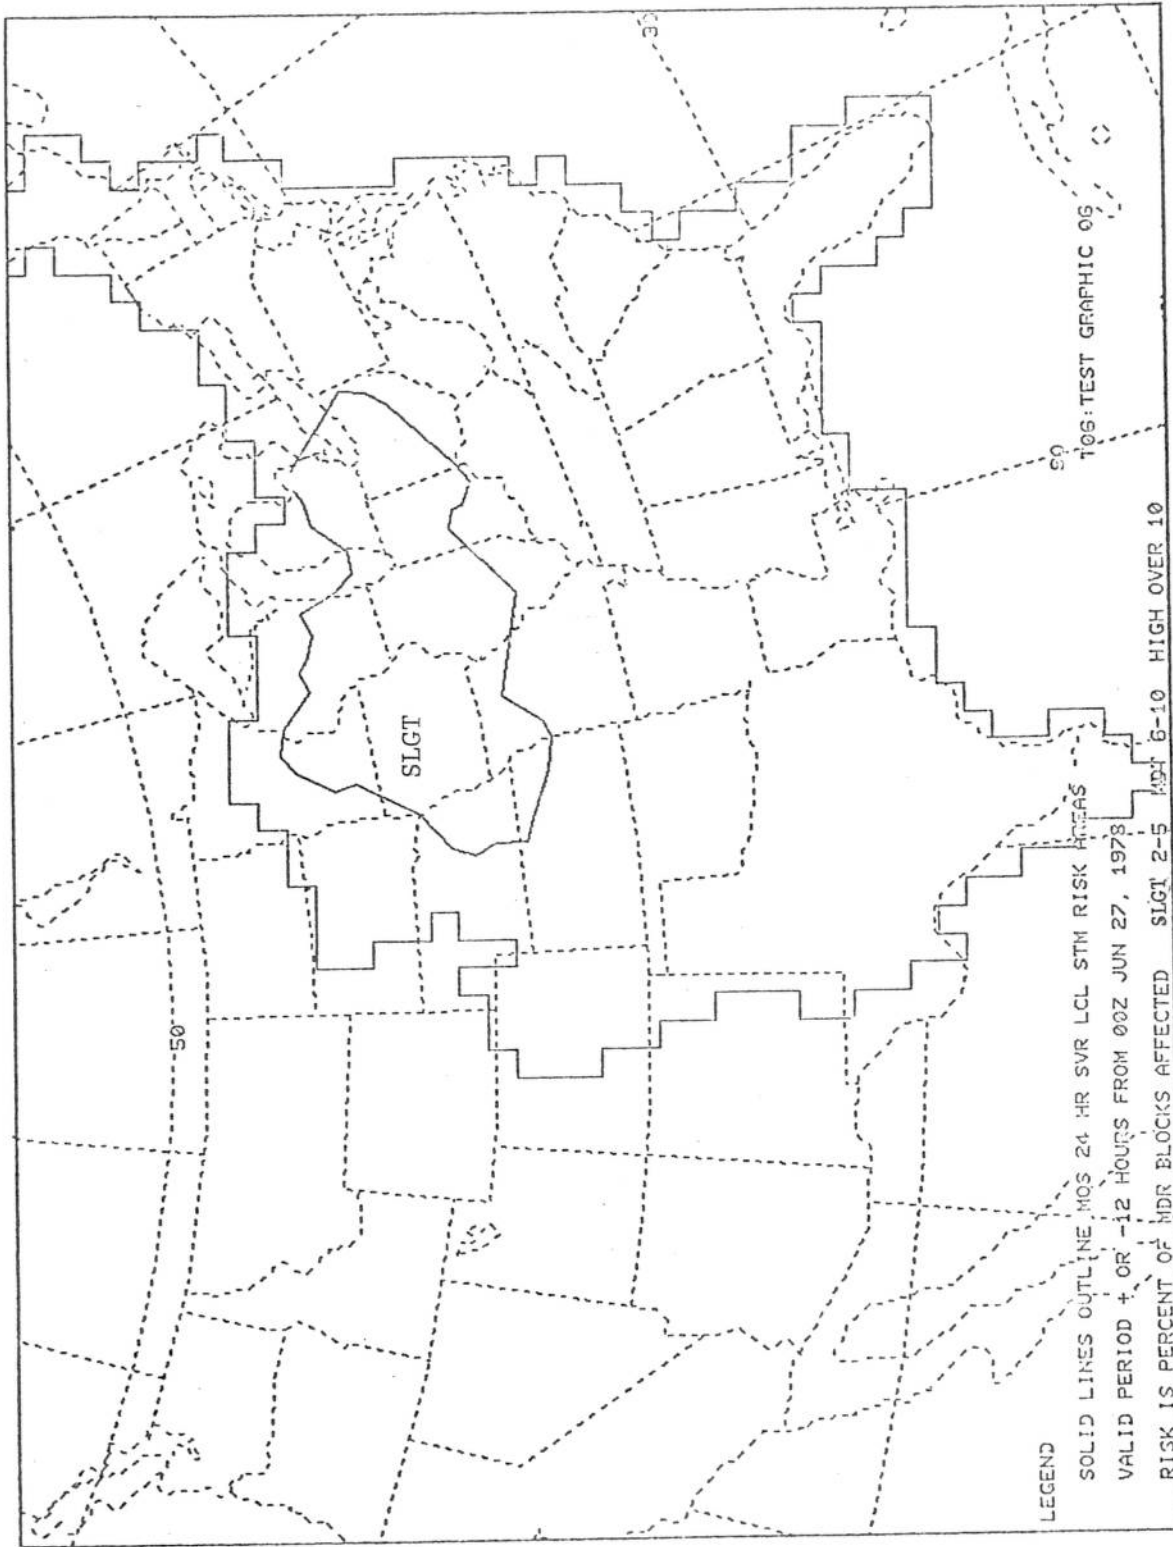 50
30
SLGT
90
T06:TEST GRAPHIC 06
LEGEND
SOLID LINES OUTLINE MOS 24 HR SVR LCL STM RISK AREAS
VALID PERIOD + OR -12 HOURS FROM 00Z JUN 27, 1978
RISK IS PERCENT OF MDR BLOCKS AFFECTED SLGT 2-5 MDT 6-10 HIGH OVER 10